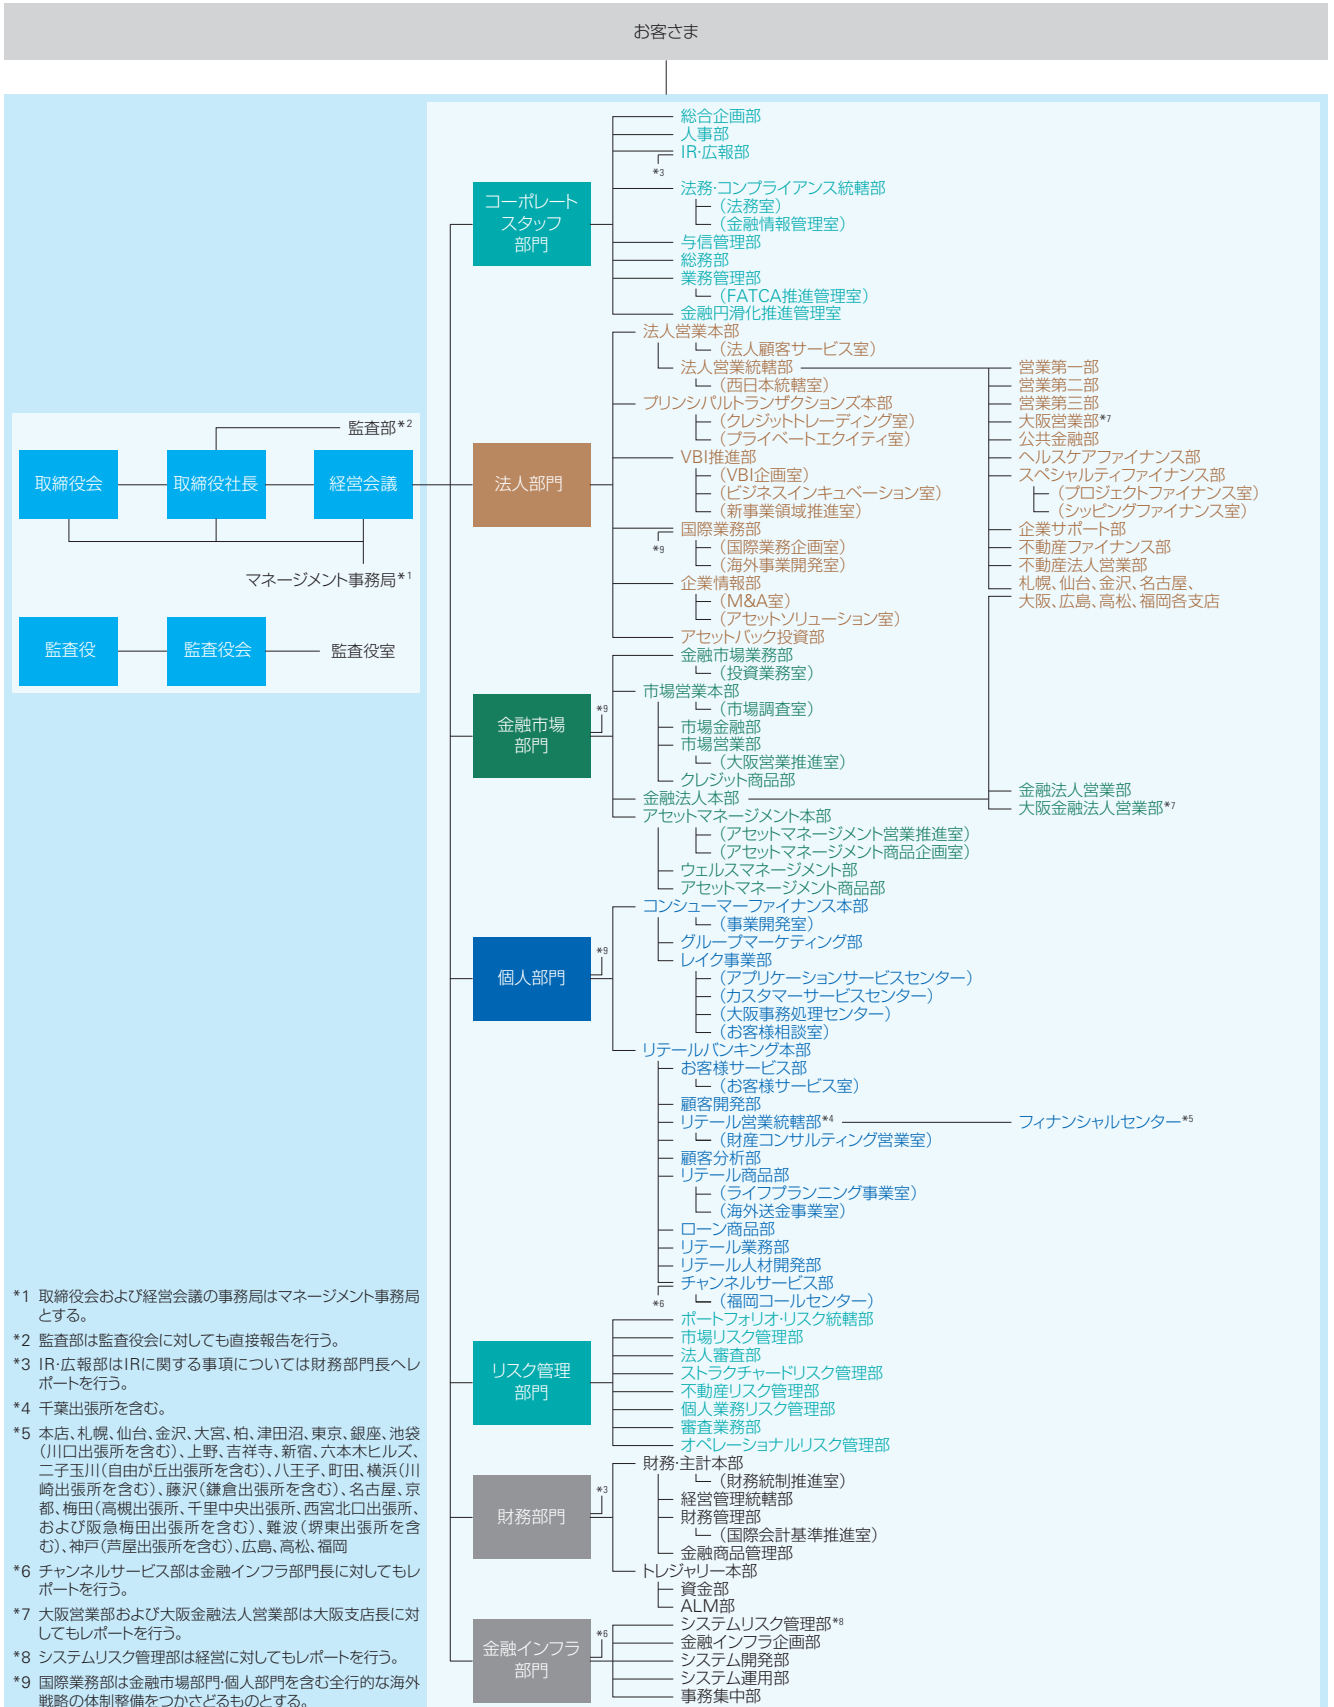 お客さま
監査部*2
取締役会
取締役社長
経営会議
マネージメント事務局*1
監査役
監査役会
監査役室
コーポレート
スタッフ
部門
総合企画部
人事部
IR・広報部
*3
法務・コンプライアンス統轄部
（法務室）
（金融情報管理室）
与信管理部
総務部
業務管理部
（FATCA推進管理室）
金融円滑化推進管理室
法人部門
法人営業本部
（法人顧客サービス室）
法人営業統轄部
（西日本統轄室）
プリンシパルトランザクションズ本部
（クレジットトレーディング室）
（プライベートエクイティ室）
VBI推進部
（VBI企画室）
（ビジネスインキュベーション室）
（新事業領域推進室）
国際業務部
*9
（国際業務企画室）
（海外事業開発室）
企業情報部
（M&A室）
（アセットソリューション室）
アセットバック投資部
営業第一部
営業第二部
営業第三部
大阪営業部*7
公共金融部
ヘルスケアファイナンス部
スペシャルティファイナンス部
（プロジェクトファイナンス室）
（シッピングファイナンス室）
企業サポート部
不動産ファイナンス部
不動産法人営業部
札幌、仙台、金沢、名古屋、
大阪、広島、高松、福岡各支店
金融市場
部門
*9
金融市場業務部
（投資業務室）
市場営業本部
（市場調査室）
市場金融部
市場営業部
（大阪営業推進室）
クレジット商品部
金融法人本部
金融法人営業部
大阪金融法人営業部*7
アセットマネージメント本部
（アセットマネージメント営業推進室）
（アセットマネージメント商品企画室）
ウェルスマネージメント部
アセットマネージメント商品部
個人部門
*9
コンシューマーファイナンス本部
（事業開発室）
グループマーケティング部
レイク事業部
（アプリケーションサービスセンター）
（カスタマーサービスセンター）
（大阪事務処理センター）
（お客様相談室）
リテールバンキング本部
お客様サービス部
（お客様サービス室）
顧客開発部
リテール営業統轄部*4
フィナンシャルセンター*5
（財産コンサルティング営業室）
顧客分析部
リテール商品部
（ライフプランニング事業室）
（海外送金事業室）
ローン商品部
リテール業務部
リテール人材開発部
チャンネルサービス部
*6
（福岡コールセンター）
リスク管理
部門
ポートフォリオ・リスク統轄部
市場リスク管理部
法人審査部
ストラクチャードリスク管理部
不動産リスク管理部
個人業務リスク管理部
審査業務部
オペレーショナルリスク管理部
財務部門
*3
財務・主計本部
（財務統制推進室）
経営管理統轄部
財務管理部
（国際会計基準推進室）
金融商品管理部
トレジャリー本部
資金部
ALM部
金融インフラ
部門
*6
システムリスク管理部*8
金融インフラ企画部
システム開発部
システム運用部
事務集中部
*1 取締役会および経営会議の事務局はマネージメント事務局
とする。
*2 監査部は監査役会に対しても直接報告を行う。
*3 IR・広報部はIRに関する事項については財務部門長へレ
ポートを行う。
*4 千葉出張所を含む。
*5 本店、札幌、仙台、金沢、大宮、柏、津田沼、東京、銀座、池袋
（川口出張所を含む）、上野、吉祥寺、新宿、六本木ヒルズ、
二子玉川（自由が丘出張所を含む）、八王子、町田、横浜（川
崎出張所を含む）、藤沢（鎌倉出張所を含む）、名古屋、京
都、梅田（高槻出張所、千里中央出張所、西宮北口出張所、
および阪急梅田出張所を含む）、難波（堺東出張所を含
む）、神戸（芦屋出張所を含む）、広島、高松、福岡
*6 チャンネルサービス部は金融インフラ部門長に対してもレ
ポートを行う。
*7 大阪営業部および大阪金融法人営業部は大阪支店長に対
してもレポートを行う。
*8 システムリスク管理部は経営に対してもレポートを行う。
*9 国際業務部は金融市場部門・個人部門を含む全行的な海外
戦略の体制整備をつかさどるものとする。